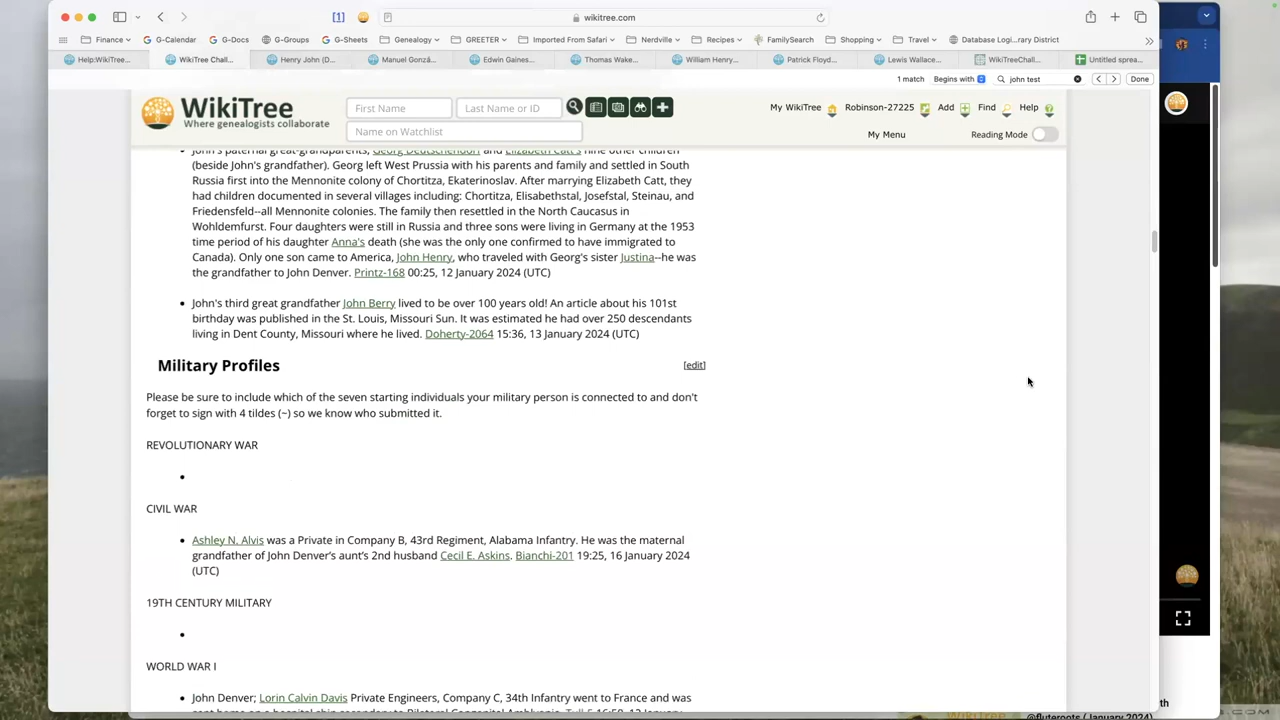 [1]
wikitree.com
Finance G-Calendar G-Docs G-Groups G-Sheets Genealogy GREETER Imported From Safari Nerdville Recipes FamilySearch Shopping Travel Database Logi...rary District
Help:WikiTree... WikiTree Chall... Henry John (D... Manuel Gonzá... Edwin Gaines... Thomas Wake... William Henry... Patrick Floyd... Lewis Wallace... WikiTreeChall... Untitled sprea...
1 match Begins with john test Done
WikiTree
Where genealogists collaborate
First Name Last Name or ID
Name on Watchlist
My WikiTree Robinson-27225 Add Find Help
My Menu Reading Mode
John's paternal great-grandparents, Georg Deutschendorf and Elizabeth Catt's nine other children
(beside John's grandfather). Georg left West Prussia with his parents and family and settled in South
Russia first into the Mennonite colony of Chortitza, Ekaterinoslav. After marrying Elizabeth Catt, they
had children documented in several villages including: Chortitza, Elisabethstal, Josefstal, Steinau, and
Friedensfeld--all Mennonite colonies. The family then resettled in the North Caucasus in
Wohldemfurst. Four daughters were still in Russia and three sons were living in Germany at the 1953
time period of his daughter Anna's death (she was the only one confirmed to have immigrated to
Canada). Only one son came to America, John Henry, who traveled with Georg's sister Justina--he was
the grandfather to John Denver. Printz-168 00:25, 12 January 2024 (UTC)
John's third great grandfather John Berry lived to be over 100 years old! An article about his 101st
birthday was published in the St. Louis, Missouri Sun. It was estimated he had over 250 descendants
living in Dent County, Missouri where he lived. Doherty-2064 15:36, 13 January 2024 (UTC)
Military Profiles [edit]
Please be sure to include which of the seven starting individuals your military person is connected to and don't
forget to sign with 4 tildes (~) so we know who submitted it.
REVOLUTIONARY WAR
CIVIL WAR
Ashley N. Alvis was a Private in Company B, 43rd Regiment, Alabama Infantry. He was the maternal
grandfather of John Denver's aunt's 2nd husband Cecil E. Askins. Bianchi-201 19:25, 16 January 2024
(UTC)
19TH CENTURY MILITARY
WORLD WAR I
John Denver; Lorin Calvin Davis Private Engineers, Company C, 34th Infantry went to France and was